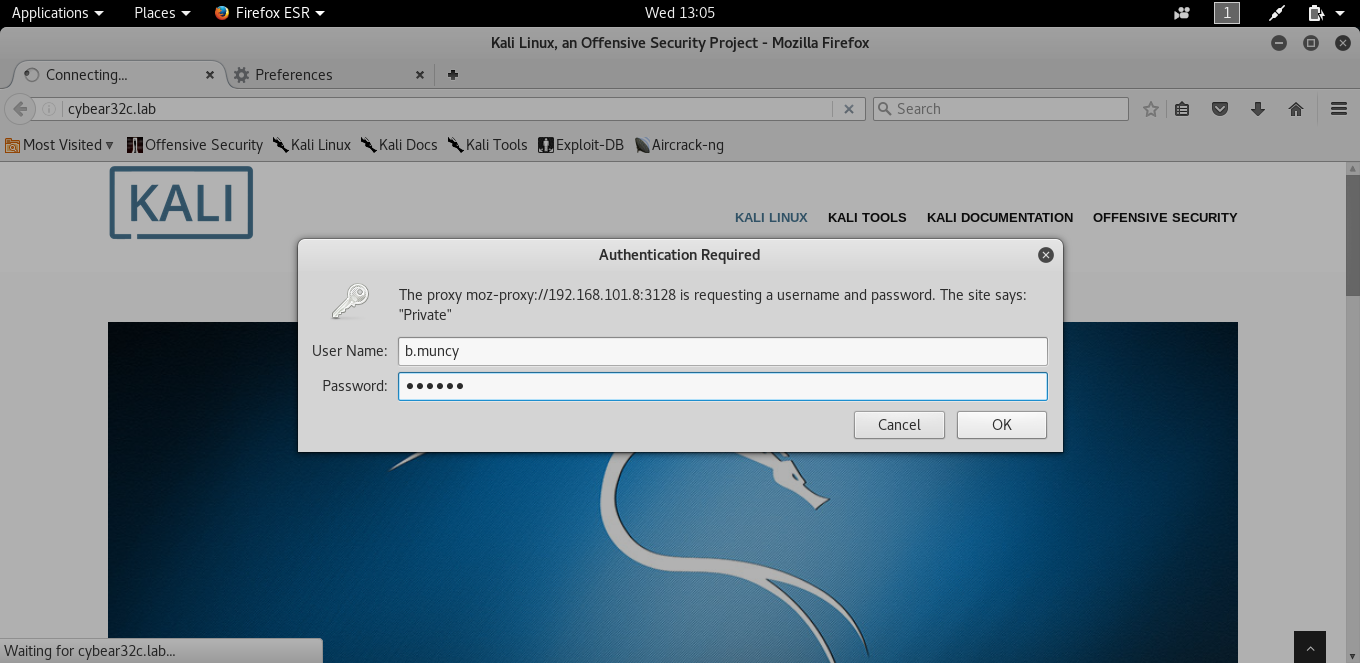 Applications Places Firefox ESR Wed 13:05 1
Kali Linux, an Offensive Security Project - Mozilla Firefox
Connecting... Preferences
cybear32c.lab Search
Most Visited Offensive Security Kali Linux Kali Docs Kali Tools Exploit-DB Aircrack-ng
KALI
KALI LINUX KALI TOOLS KALI DOCUMENTATION OFFENSIVE SECURITY
Authentication Required
The proxy moz-proxy://192.168.101.8:3128 is requesting a username and password. The site says:
"Private"
User Name: b.muncy
Password: ●●●●●●
Cancel OK
Waiting for cybear32c.lab...